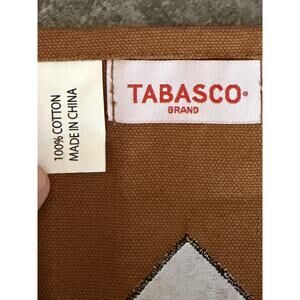 100% COTTON
MADE IN CHINA
TABASCO®
BRAND